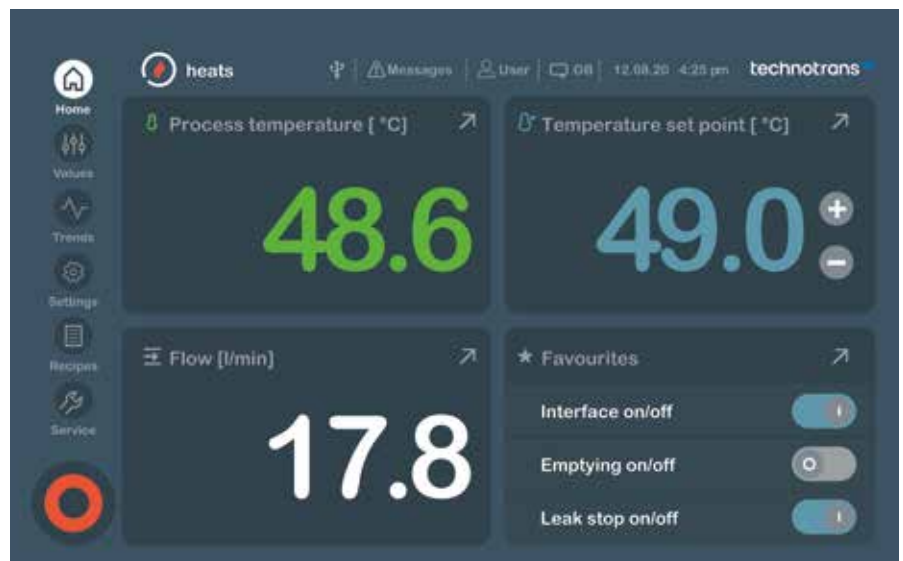 heats
Messages
User
12.08.20 4:25 pm
technotrans
Home
Values
Trends
Settings
Recipes
Service
Process temperature [ °C]
48.6
Temperature set point [ °C]
49.0
Flow [l/min]
17.8
Favourites
Interface on/off
Emptying on/off
Leak stop on/off